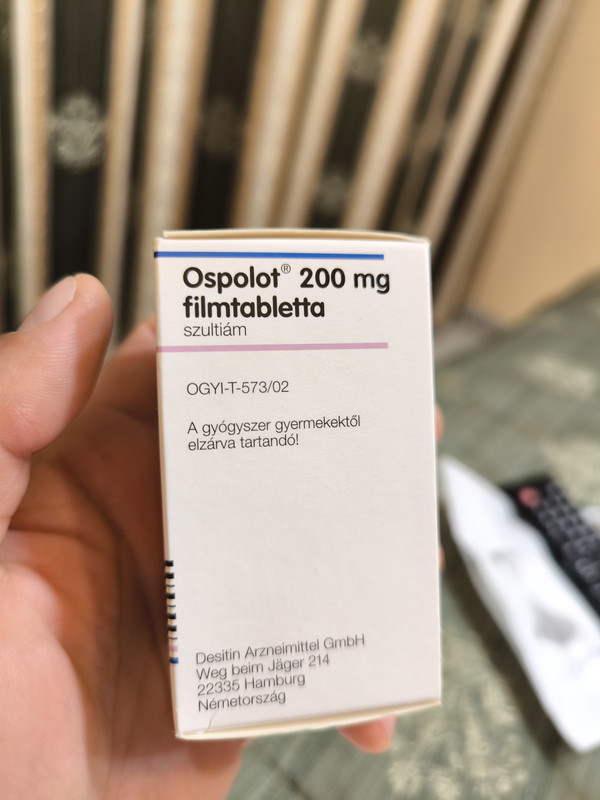 Ospolot® 200 mg
filmtabletta
szultiám
OGYI-T-573/02
A gyógyszer gyermekektől
elzárva tartandó!
Desitin Arzneimittel GmbH
Weg beim Jäger 214
22335 Hamburg
Németország